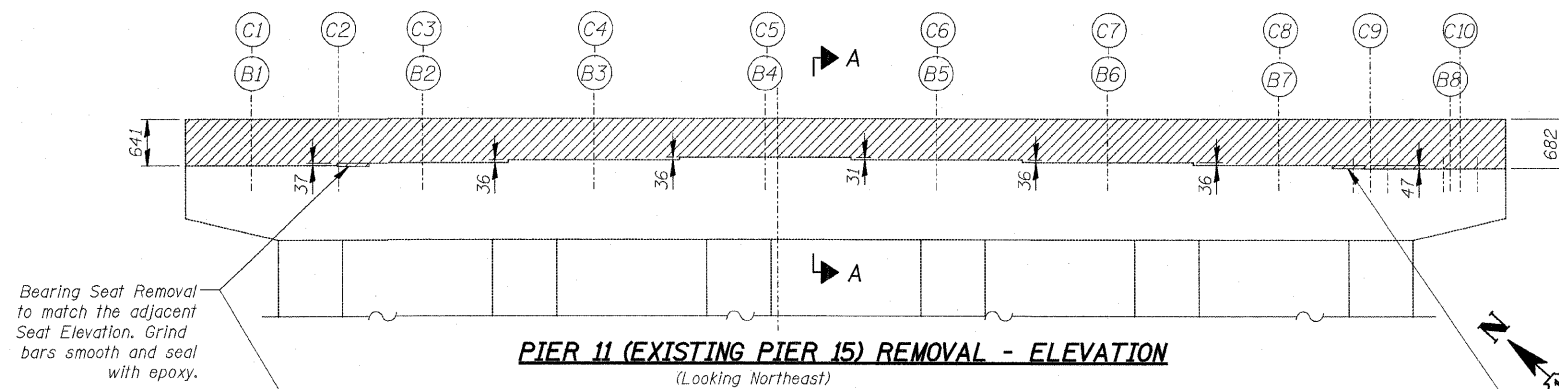 C1 C2 C3 C4 C5 C6 C7 C8 C9 C10
B1 B2 B3 B4 B5 B6 B7 B8
A
641
682
37 36 36 31 36 36 47
A
Bearing Seat Removal
to match the adjacent
Seat Elevation. Grind
bars smooth and seal
with epoxy.
PIER 11 (EXISTING PIER 15) REMOVAL - ELEVATION
(Looking Northeast)
N